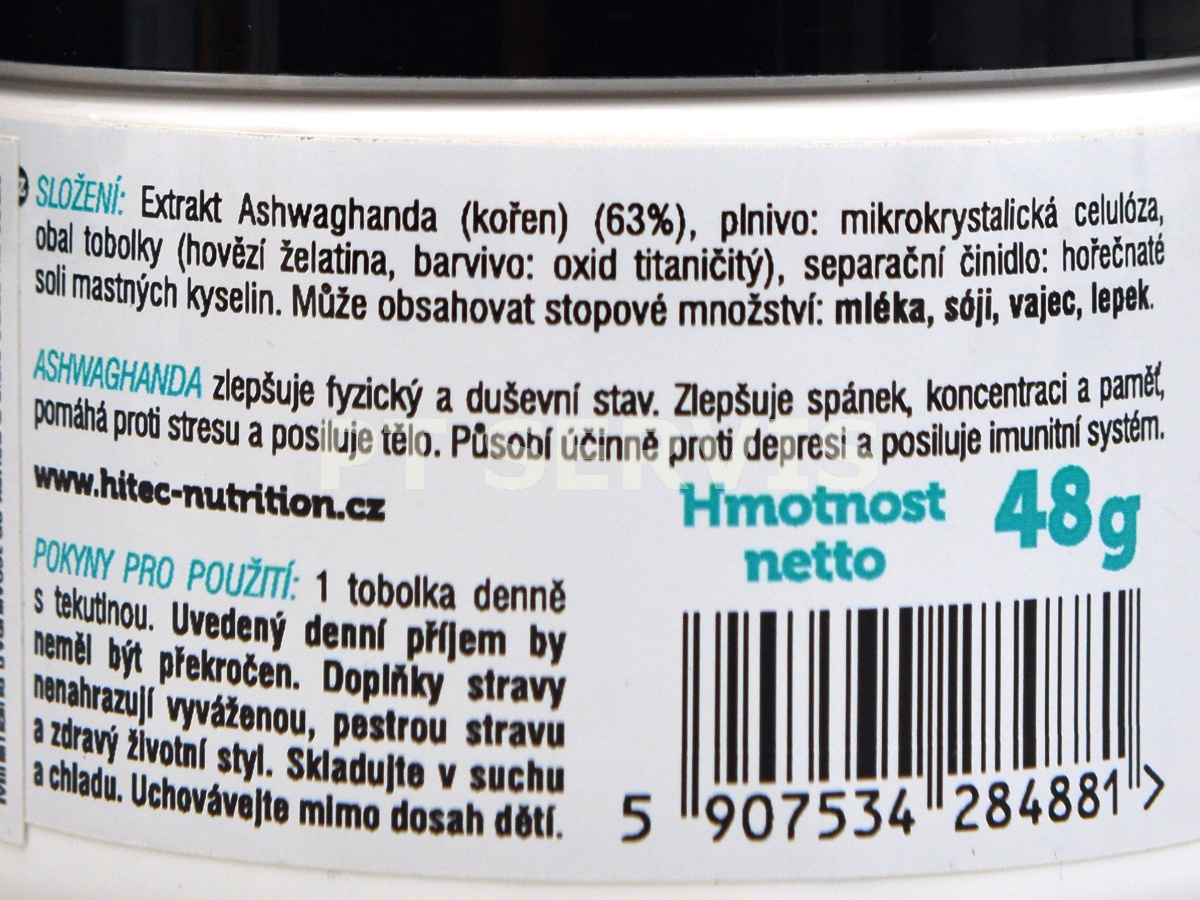 SLOŽENÍ: Extrakt Ashwaghanda (kořen) (63%), plnivo: mikrokrystalická celulóza,
obal tobolky (hovězí želatina, barvivo: oxid titaničitý), separační činidlo: hořečnaté
soli mastných kyselin. Může obsahovat stopové množství: mléka, sóji, vajec, lepek.
ASHWAGHANDA zlepšuje fyzický a duševní stav. Zlepšuje spánek, koncentraci a paměť,
pomáhá proti stresu a posiluje tělo. Působí účinně proti depresi a posiluje imunitní systém.
PT SERVIS
www.hitec-nutrition.cz
Hmotnost
netto
48g
POKYNY PRO POUŽITÍ: 1 tobolka denně
s tekutinou. Uvedený denní příjem by
neměl být překročen. Doplňky stravy
nenahrazují vyváženou, pestrou stravu
a zdravý životní styl. Skladujte v suchu
a chladu. Uchovávejte mimo dosah dětí.
5 907534 284881 >